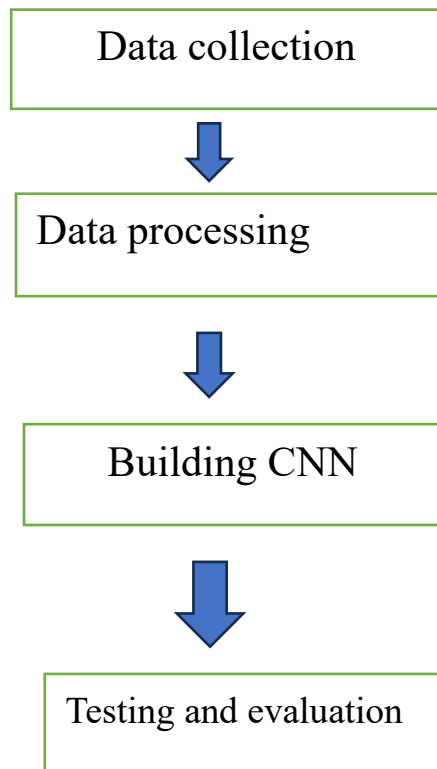 Data collection
Data processing
Building CNN
Testing and evaluation